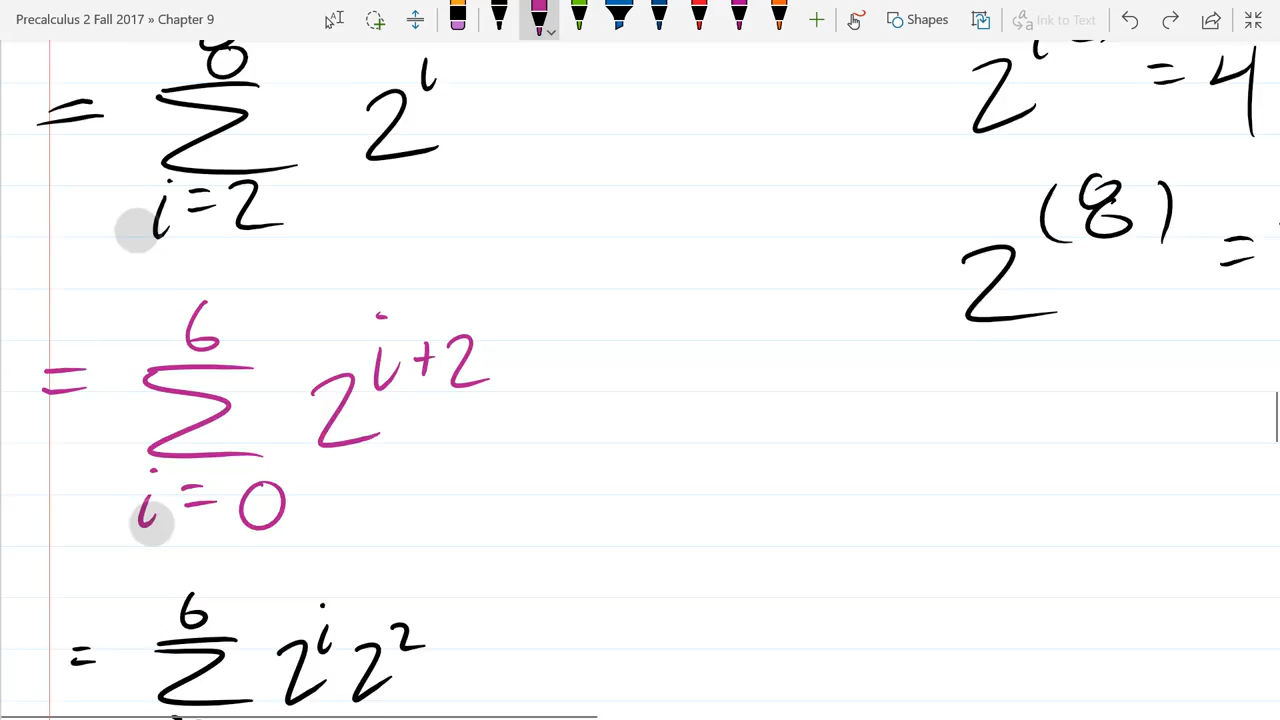 Precalculus 2 Fall 2017 » Chapter 9
Shapes
Ink to Text
= 8 ∑ i=2 2^i
2^i = 4
2^(8) =
= 6 ∑ i=0 2^{i+2}
= 6 ∑ 2^i 2^2